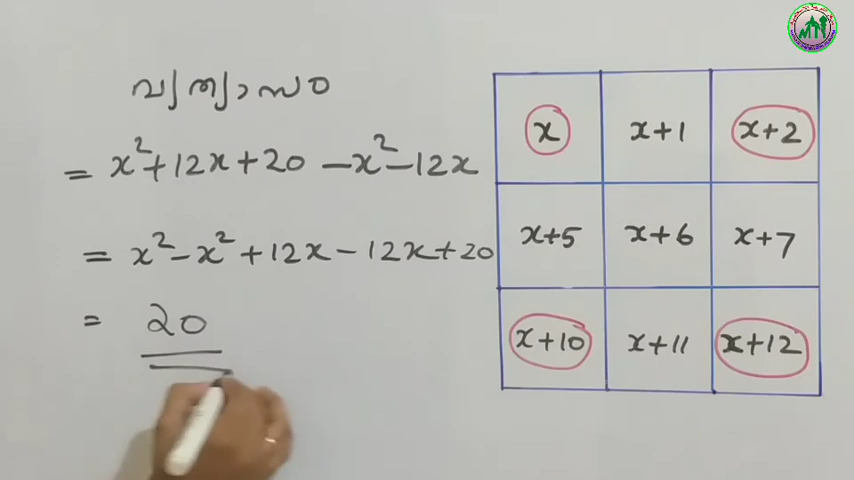 വ്യത്യാസം
= x²+12x+20 -x²-12x
= x²-x²+12x-12x+20
= 20
x x+1 x+2
x+5 x+6 x+7
x+10 x+11 x+12